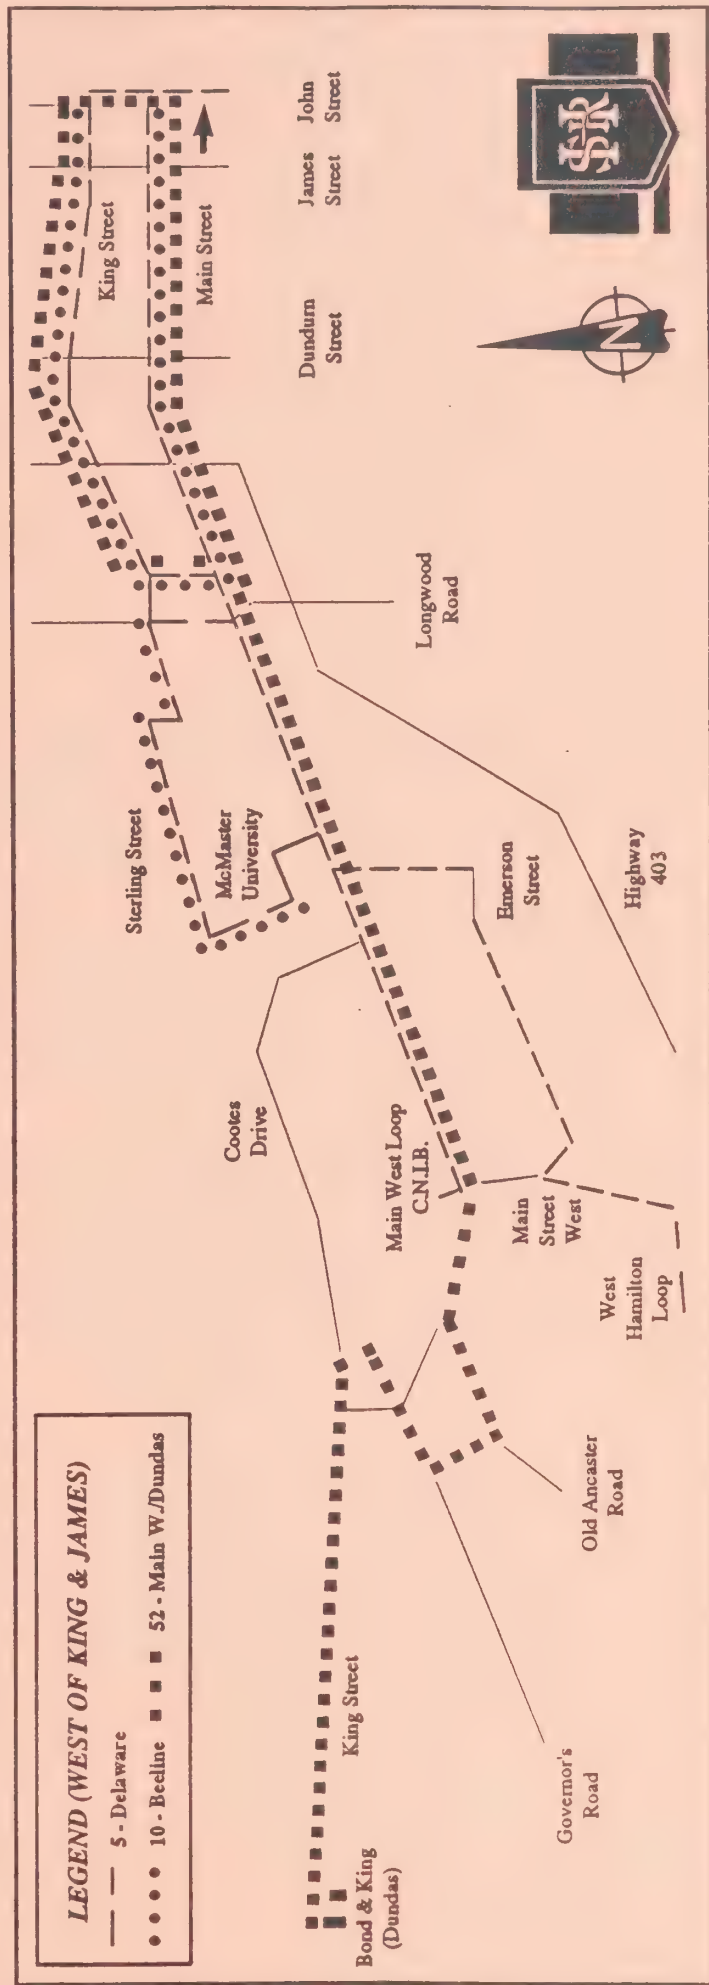 LEGEND (WEST OF KING & JAMES)
5 - Delaware
10 - Beeline
52 - Main W./Dundas
Bond & King
(Dundas)
King Street
Governor's
Road
Old Ancaster
Road
Cootes
Drive
Main West Loop
C.N.I.B.
Main
Street
West
West
Hamilton
Loop
Sterling Street
McMaster
University
Emerson
Street
Highway
403
Longwood
Road
King Street
Main Street
Dundurn
Street
James
Street
John
Street
N
HSR